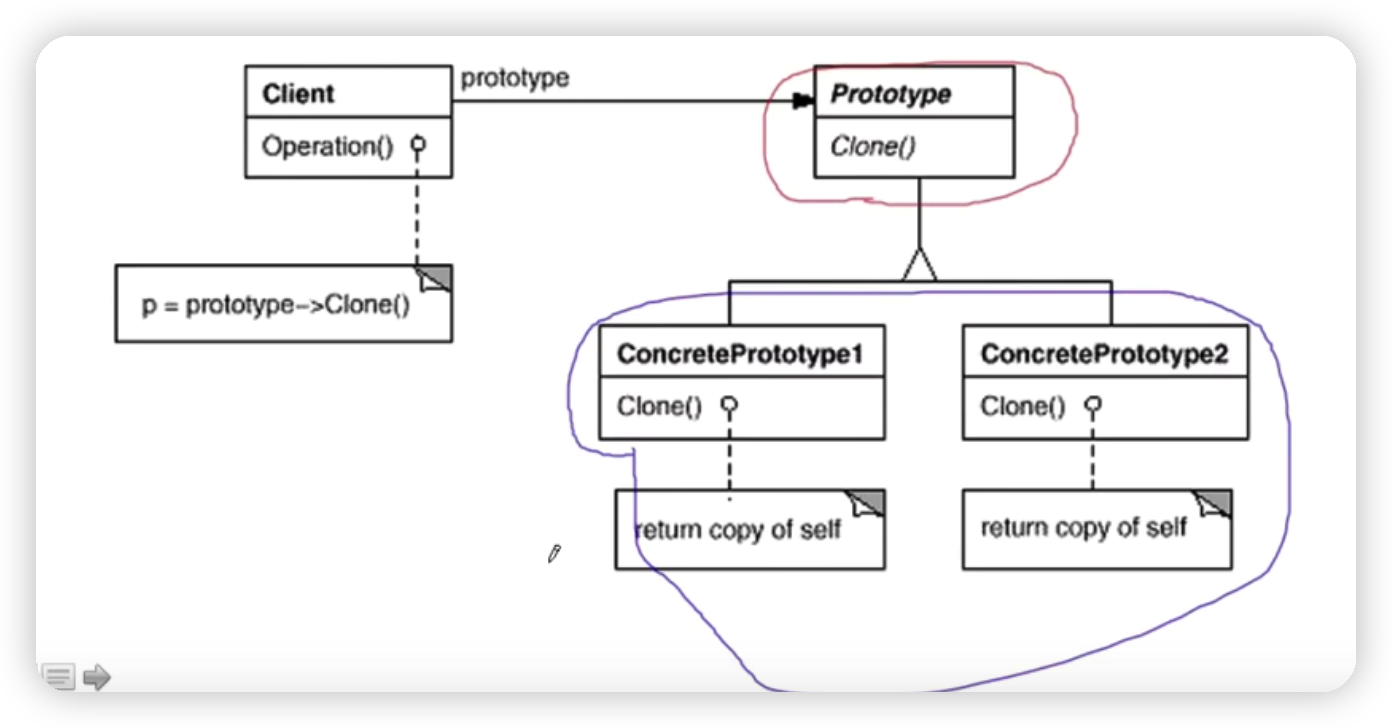 Client
prototype
Prototype
Operation()
Clone()
p = prototype->Clone()
ConcretePrototype1
ConcretePrototype2
Clone()
Clone()
return copy of self
return copy of self